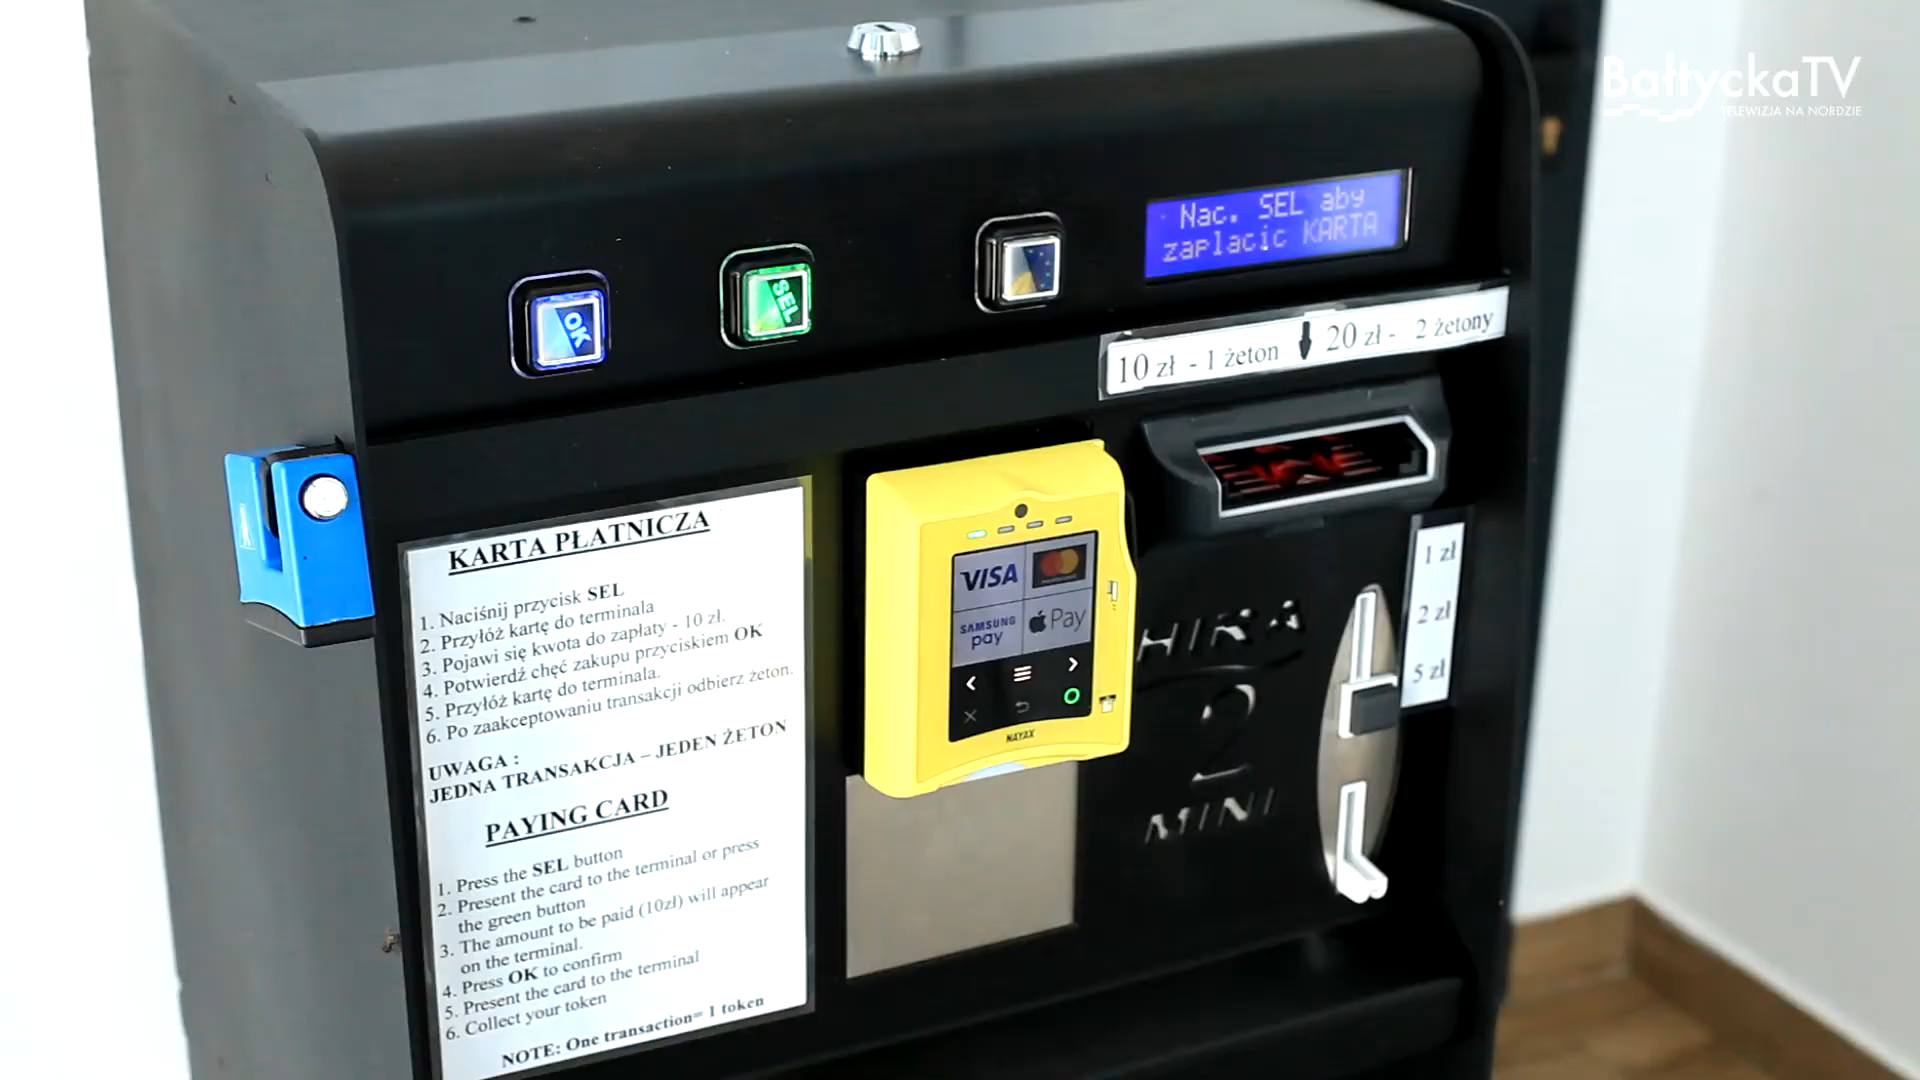 BałtyckaTV
TELEWIZJA NA NORDZIE
Nac. SEL aby
zaplacic KARTA
OK
SEL
10 zł - 1 żeton 20 zł - 2 żetony
KARTA PŁATNICZA
1. Naciśnij przycisk SEL
2. Przyłóż kartę do terminala
3. Pojawi się kwota do zapłaty - 10 zł.
4. Potwierdź chęć zakupu przyciskiem OK
5. Przyłóż kartę do terminala.
6. Po zaakceptowaniu transakcji odbierz żeton.
UWAGA :
JEDNA TRANSAKCJA – JEDEN ŻETON
PAYING CARD
1. Press the SEL button
2. Present the card to the terminal or press
the green button
3. The amount to be paid (10zł) will appear
on the terminal.
4. Press OK to confirm
5. Present the card to the terminal
6. Collect your token
NOTE: One transaction= 1 token
VISA
mastercard
SAMSUNG
pay
Pay
NAYAX
1 zł
2 zł
5 zł
HIRA
2
MINI